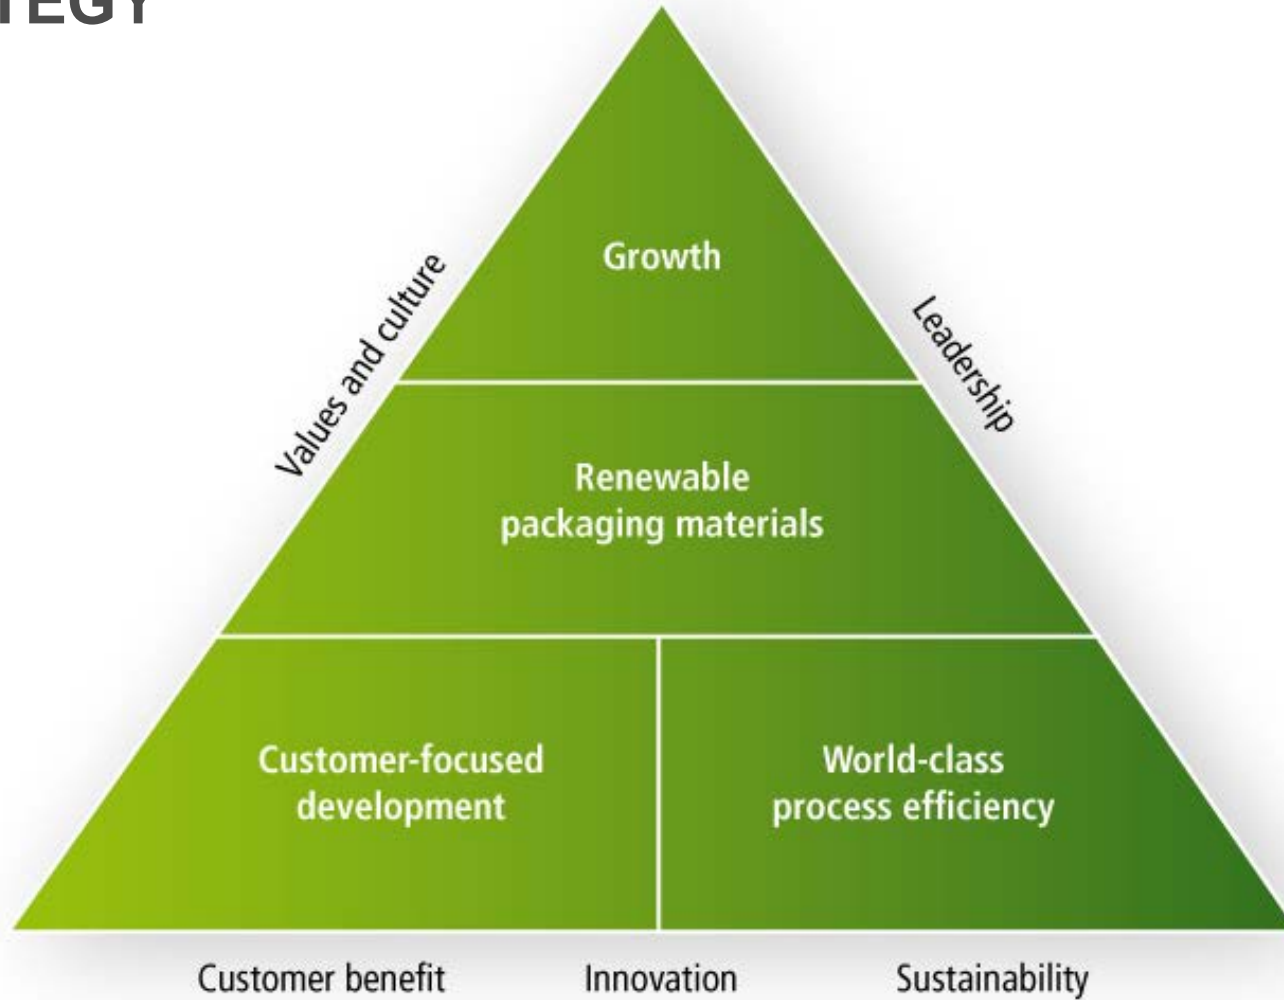 TEGY
Growth
Values and culture
Leadership
Renewable
packaging materials
Customer-focused
development
World-class
process efficiency
Customer benefit
Innovation
Sustainability